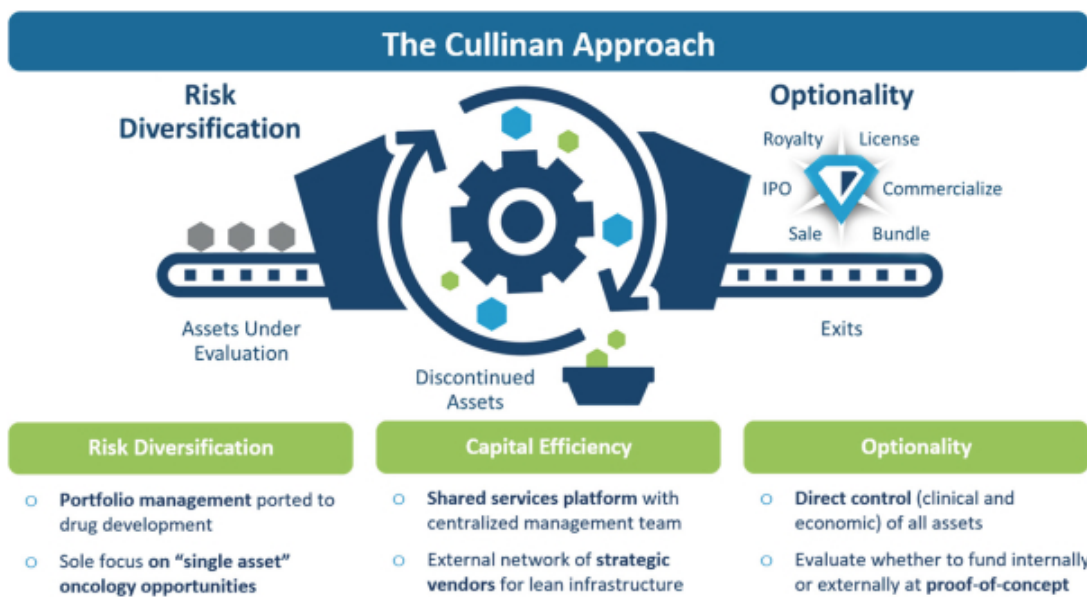 The Cullinan Approach
Risk
Diversification
Optionality
Royalty
License
IPO
Commercialize
Sale
Bundle
Assets Under
Evaluation
Discontinued
Assets
Exits
Risk Diversification
Portfolio management ported to
drug development
Sole focus on “single asset”
oncology opportunities
Capital Efficiency
Shared services platform with
centralized management team
External network of strategic
vendors for lean infrastructure
Optionality
Direct control (clinical and
economic) of all assets
Evaluate whether to fund internally
or externally at proof-of-concept